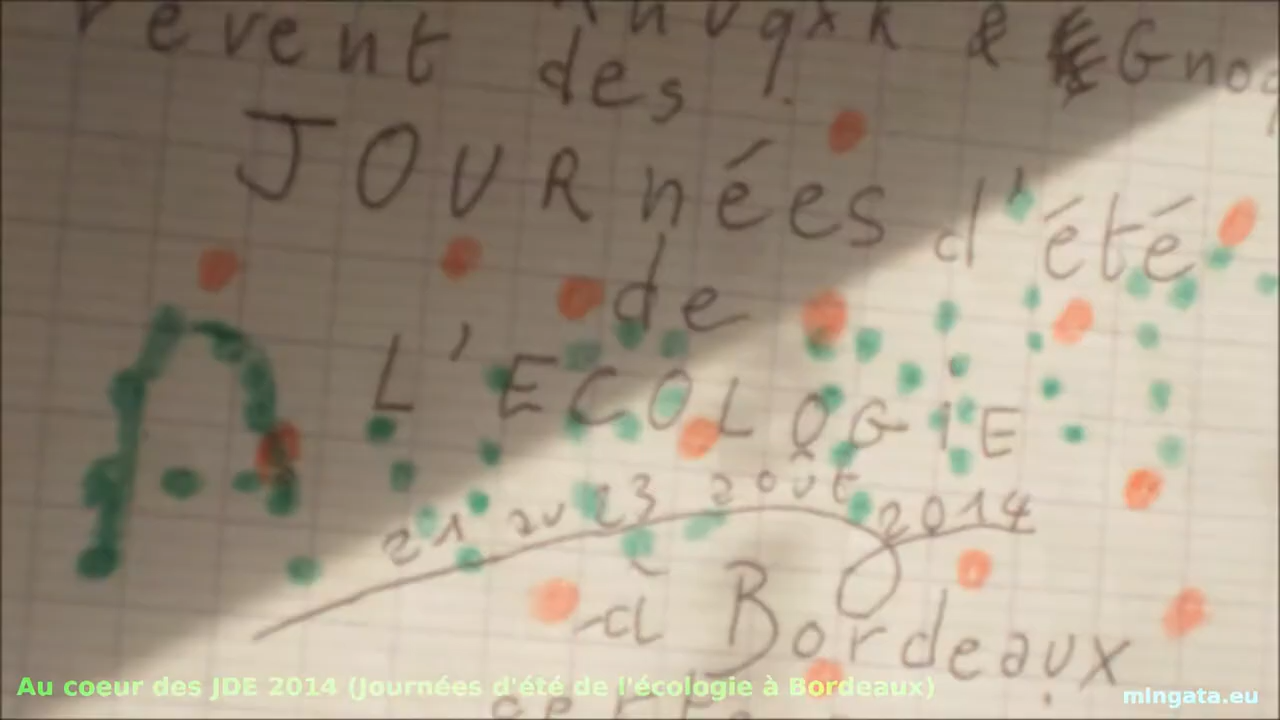 rêvent des
JOURnées d'été
de
L'ECOLOGiE
21 au 23 août 2014
à Bordeaux
Au coeur des JDE 2014 (Journées d'été de l'écologie à Bordeaux)
mingata.eu